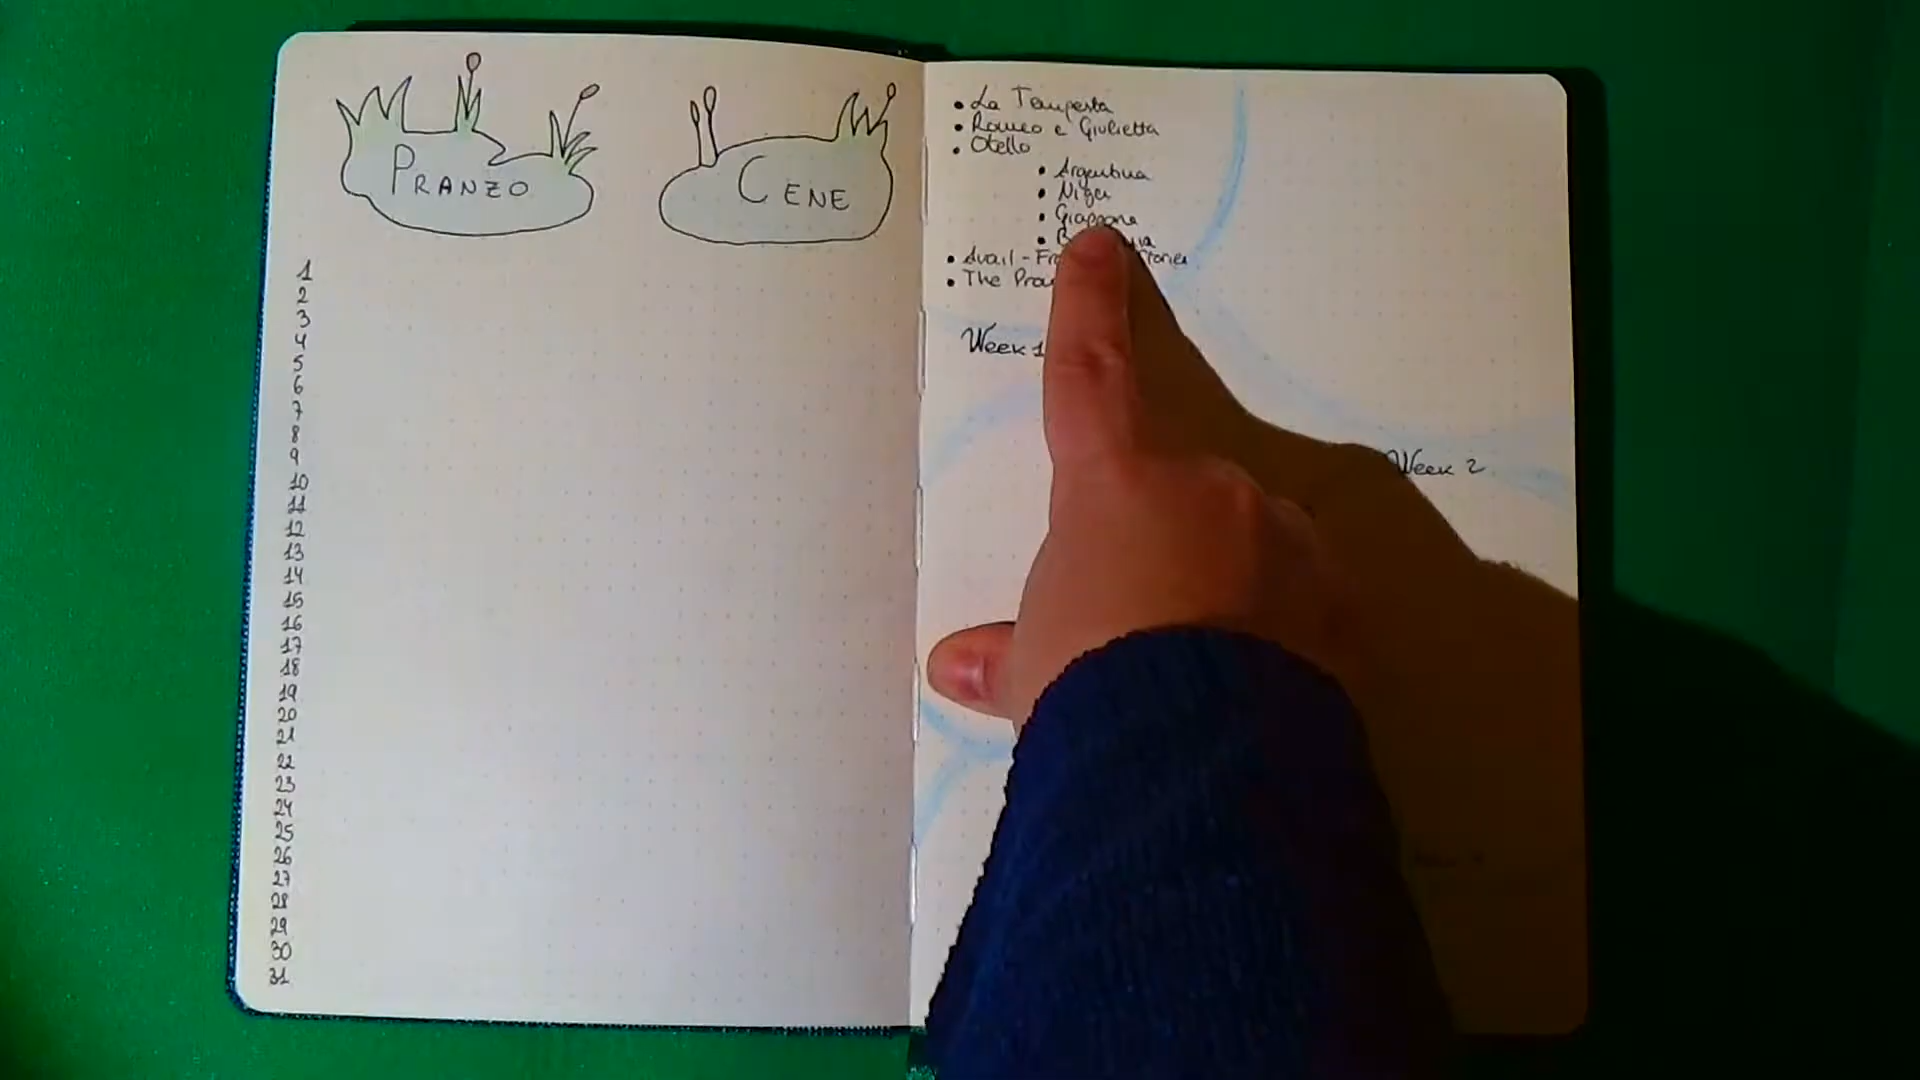 PRANZO
CENE
1
2
3
4
5
6
7
8
9
10
11
12
13
14
15
16
17
18
19
20
21
22
23
24
25
26
27
28
29
30
31
• La Tempesta
• Romeo e Giulietta
• Otello
• Argentina
• Niger
• Giappone
• Avail -
• The
Week 1
Week 2